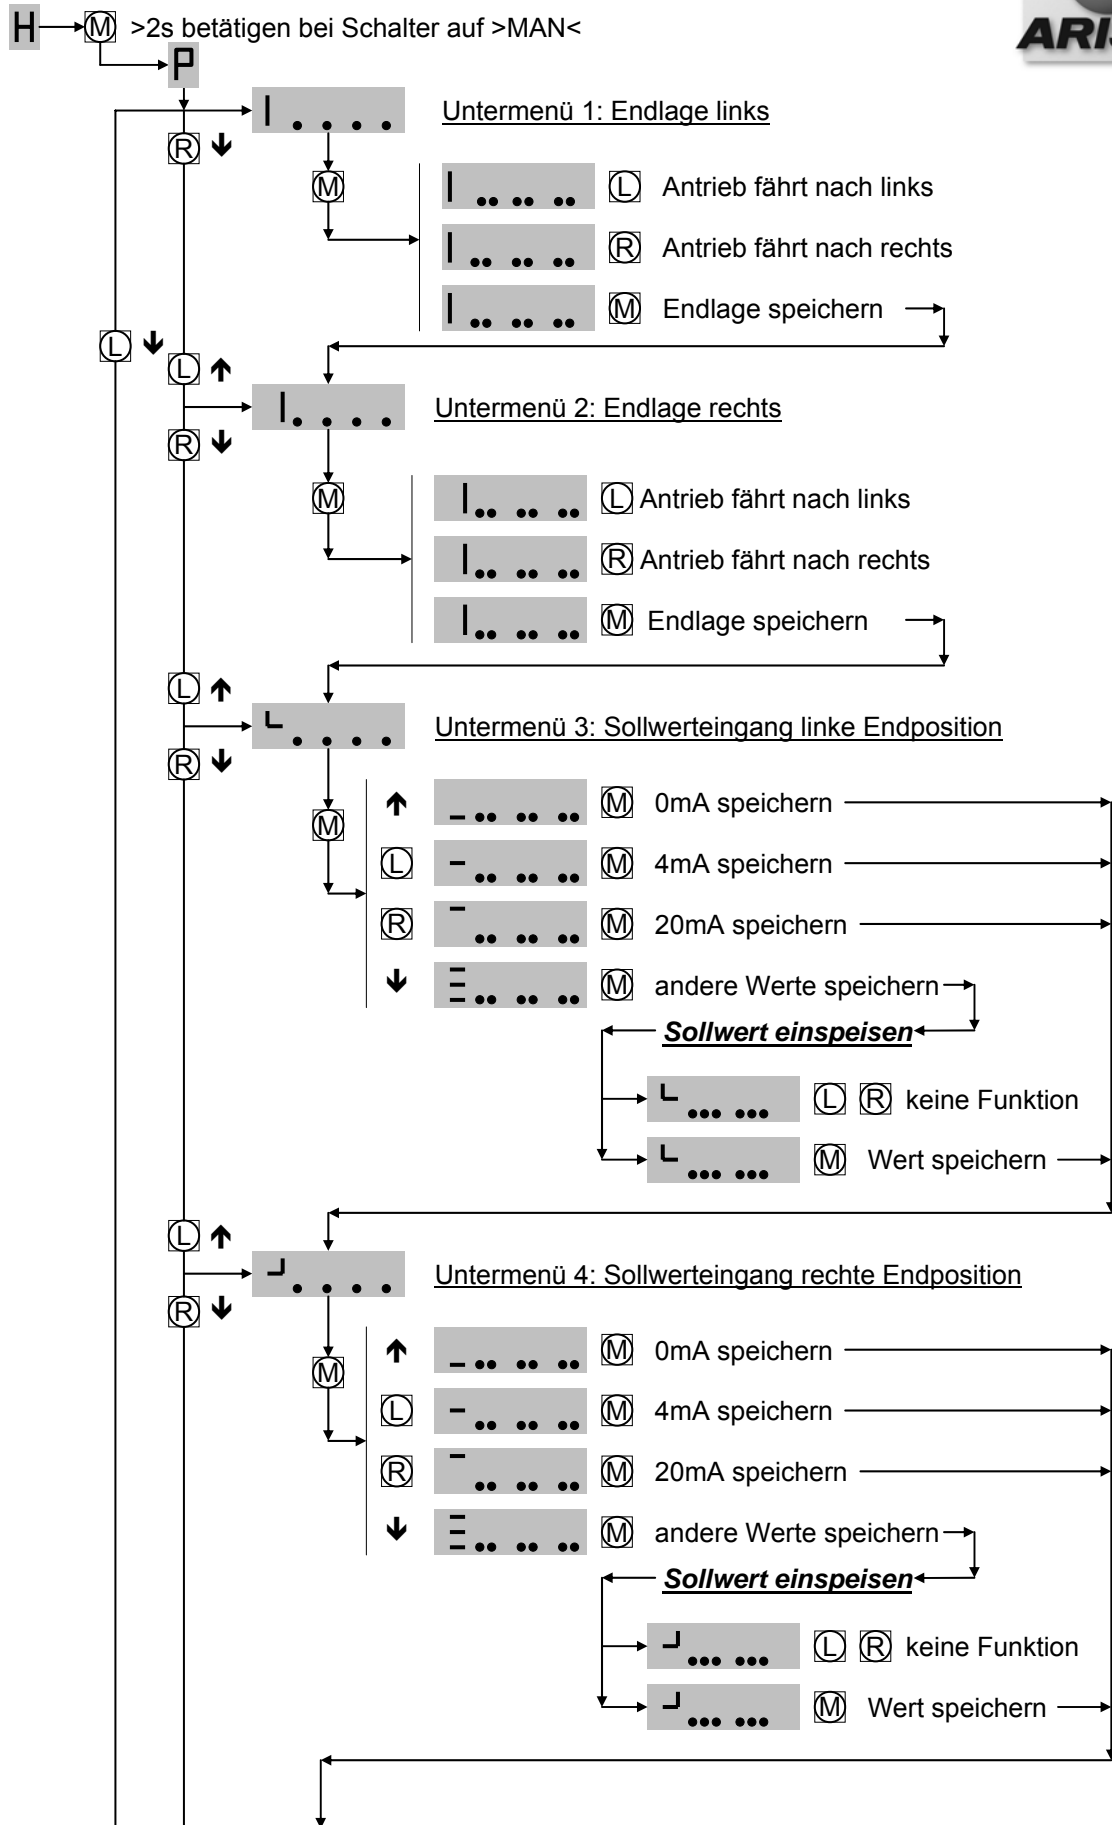 H M >2s betätigen bei Schalter auf >MAN<
P
Untermenü 1: Endlage links
R
M
L Antrieb fährt nach links
R Antrieb fährt nach rechts
M Endlage speichern
L
L
Untermenü 2: Endlage rechts
R
M
L Antrieb fährt nach links
R Antrieb fährt nach rechts
M Endlage speichern
L
Untermenü 3: Sollwerteingang linke Endposition
R
M
M 0mA speichern
L M 4mA speichern
R M 20mA speichern
M andere Werte speichern
Sollwert einspeisen
L R keine Funktion
M Wert speichern
L
Untermenü 4: Sollwerteingang rechte Endposition
R
M
M 0mA speichern
L M 4mA speichern
R M 20mA speichern
M andere Werte speichern
Sollwert einspeisen
L R keine Funktion
M Wert speichern